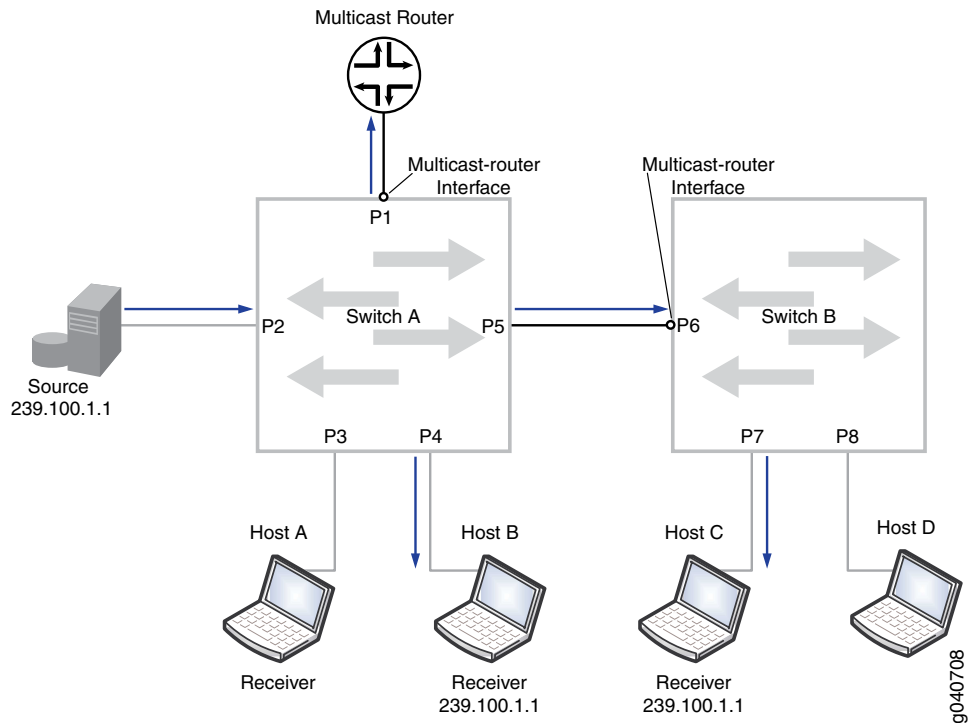 Multicast Router
Multicast-router
Interface
Multicast-router
Interface
P1
P2
Switch A
P5
P6
Switch B
Source
239.100.1.1
P3
P4
P7
P8
Host A
Host B
Host C
Host D
Receiver
Receiver
239.100.1.1
Receiver
239.100.1.1
g040708